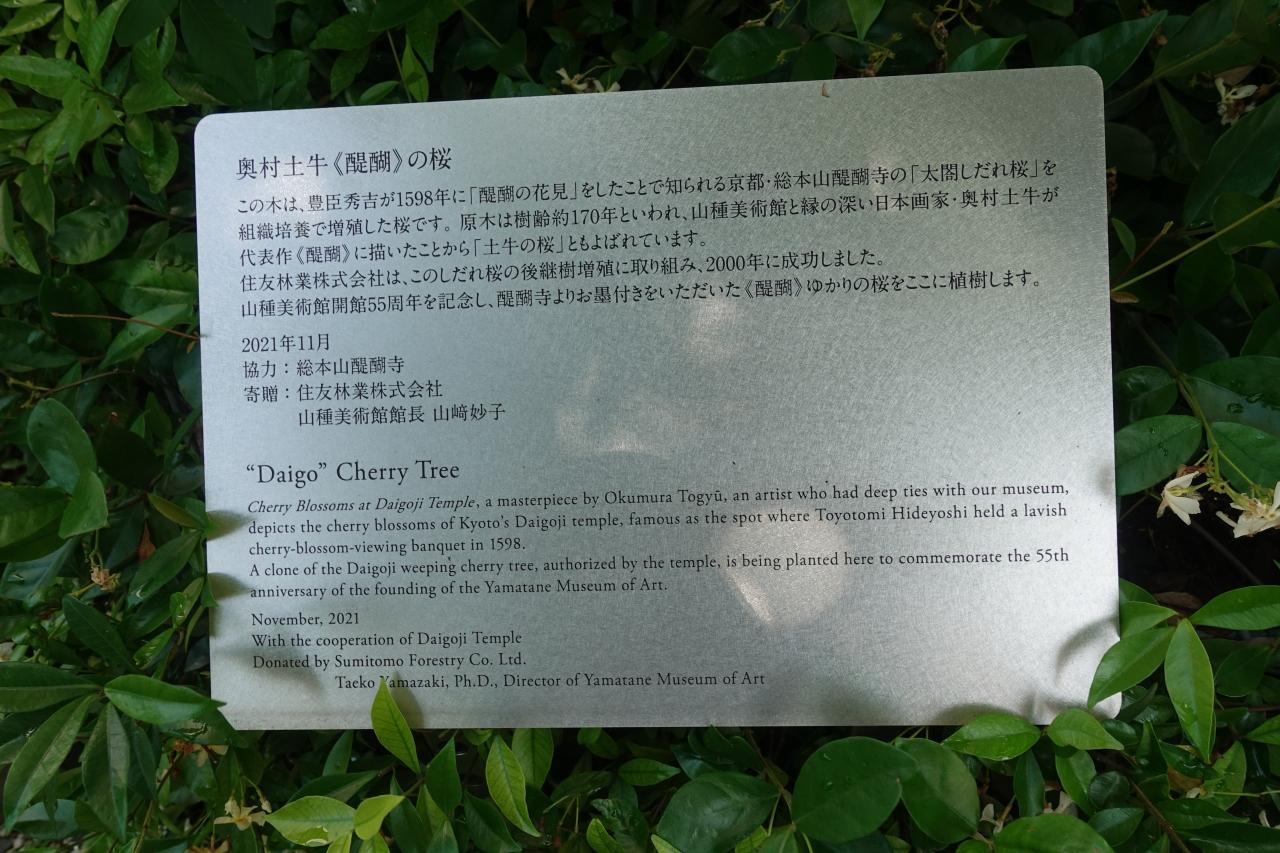 奥村土牛《醍醐》の桜
この木は、豊臣秀吉が1598年に「醍醐の花見」をしたことで知られる京都・総本山醍醐寺の「太閤しだれ桜」を
組織培養で増殖した桜です。原木は樹齢約170年といわれ、山種美術館と縁の深い日本画家・奥村土牛が
代表作《醍醐》に描いたことから「土牛の桜」ともよばれています。
住友林業株式会社は、このしだれ桜の後継樹増殖に取り組み、2000年に成功しました。
山種美術館開館55周年を記念し、醍醐寺よりお墨付きをいただいた《醍醐》ゆかりの桜をここに植樹します。
2021年11月
協力：総本山醍醐寺
寄贈：住友林業株式会社
山種美術館館長 山﨑妙子
“Daigo” Cherry Tree
Cherry Blossoms at Daigoji Temple, a masterpiece by Okumura Togyū, an artist who had deep ties with our museum,
depicts the cherry blossoms of Kyoto’s Daigoji temple, famous as the spot where Toyotomi Hideyoshi held a lavish
cherry-blossom-viewing banquet in 1598.
A clone of the Daigoji weeping cherry tree, authorized by the temple, is being planted here to commemorate the 55th
anniversary of the founding of the Yamatane Museum of Art.
November, 2021
With the cooperation of Daigoji Temple
Donated by Sumitomo Forestry Co. Ltd.
Taeko Yamazaki, Ph.D., Director of Yamatane Museum of Art